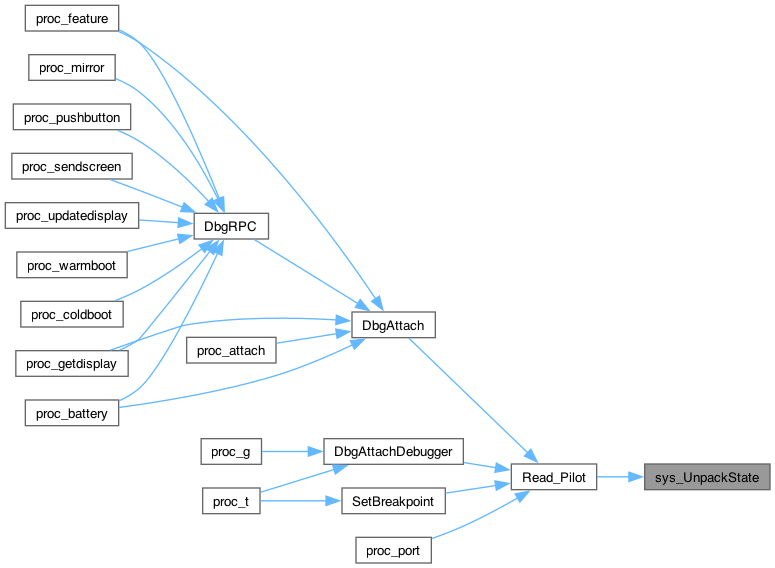 proc_feature
proc_mirror
proc_pushbutton
proc_sendscreen
proc_updatedisplay
DbgRPC
proc_warmboot
proc_coldboot
DbgAttach
proc_attach
proc_getdisplay
proc_battery
proc_g
DbgAttachDebugger
Read_Pilot
sys_UnpackState
proc_t
SetBreakpoint
proc_port